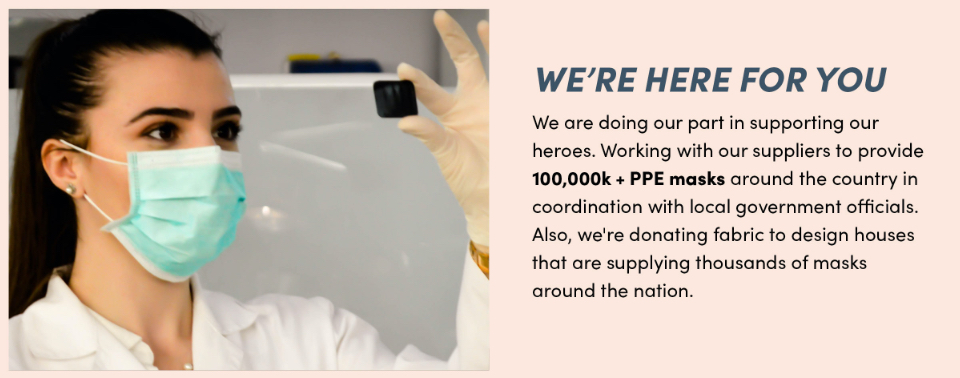 WE'RE HERE FOR YOU
We are doing our part in supporting our
heroes. Working with our suppliers to provide
100,000k + PPE masks around the country in
coordination with local government officials.
Also, we're donating fabric to design houses
that are supplying thousands of masks
around the nation.